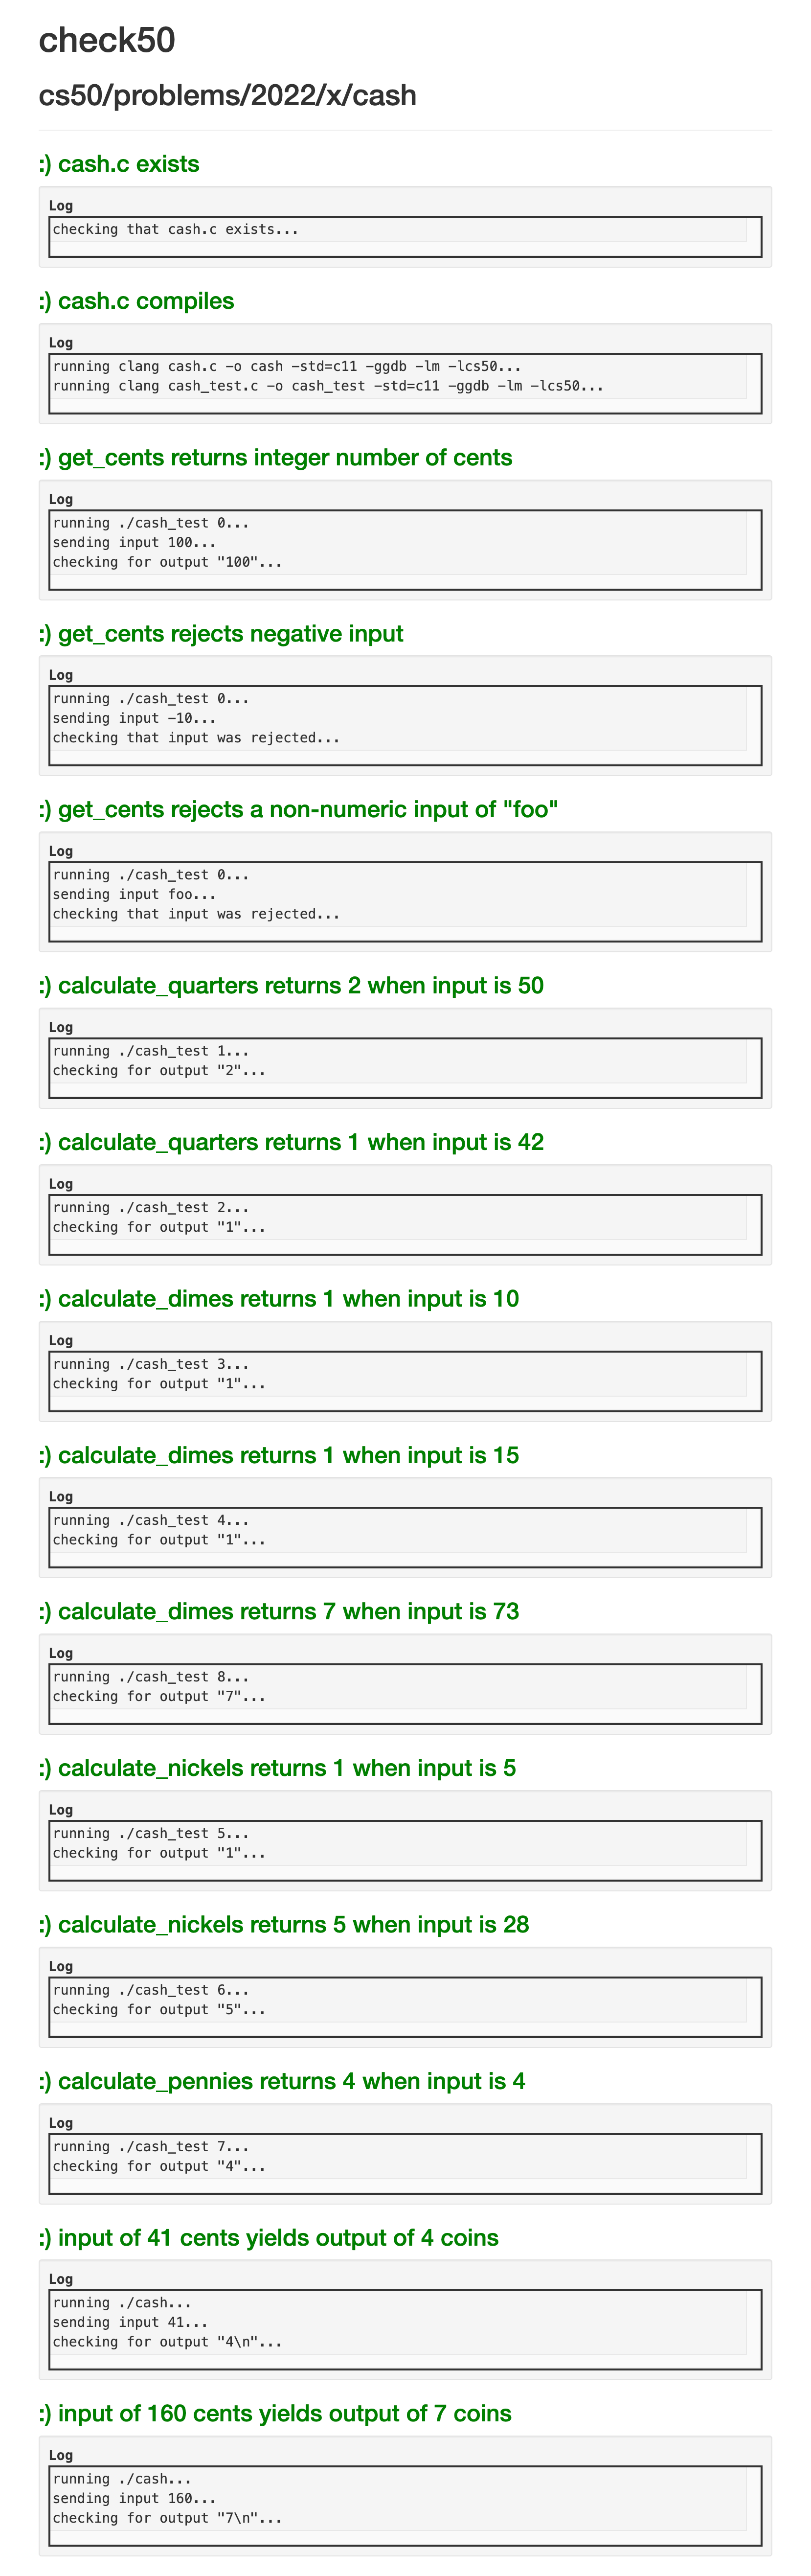 check50
cs50/problems/2022/x/cash
:) cash.c exists
Log
checking that cash.c exists...
:) cash.c compiles
Log
running clang cash.c -o cash -std=c11 -ggdb -lm -lcs50...
running clang cash_test.c -o cash_test -std=c11 -ggdb -lm -lcs50...
:) get_cents returns integer number of cents
Log
running ./cash_test 0...
sending input 100...
checking for output "100"...
:) get_cents rejects negative input
Log
running ./cash_test 0...
sending input -10...
checking that input was rejected...
:) get_cents rejects a non-numeric input of "foo"
Log
running ./cash_test 0...
sending input foo...
checking that input was rejected...
:) calculate_quarters returns 2 when input is 50
Log
running ./cash_test 1...
checking for output "2"...
:) calculate_quarters returns 1 when input is 42
Log
running ./cash_test 2...
checking for output "1"...
:) calculate_dimes returns 1 when input is 10
Log
running ./cash_test 3...
checking for output "1"...
:) calculate_dimes returns 1 when input is 15
Log
running ./cash_test 4...
checking for output "1"...
:) calculate_dimes returns 7 when input is 73
Log
running ./cash_test 8...
checking for output "7"...
:) calculate_nickels returns 1 when input is 5
Log
running ./cash_test 5...
checking for output "1"...
:) calculate_nickels returns 5 when input is 28
Log
running ./cash_test 6...
checking for output "5"...
:) calculate_pennies returns 4 when input is 4
Log
running ./cash_test 7...
checking for output "4"...
:) input of 41 cents yields output of 4 coins
Log
running ./cash...
sending input 41...
checking for output "4\n"...
:) input of 160 cents yields output of 7 coins
Log
running ./cash...
sending input 160...
checking for output "7\n"...